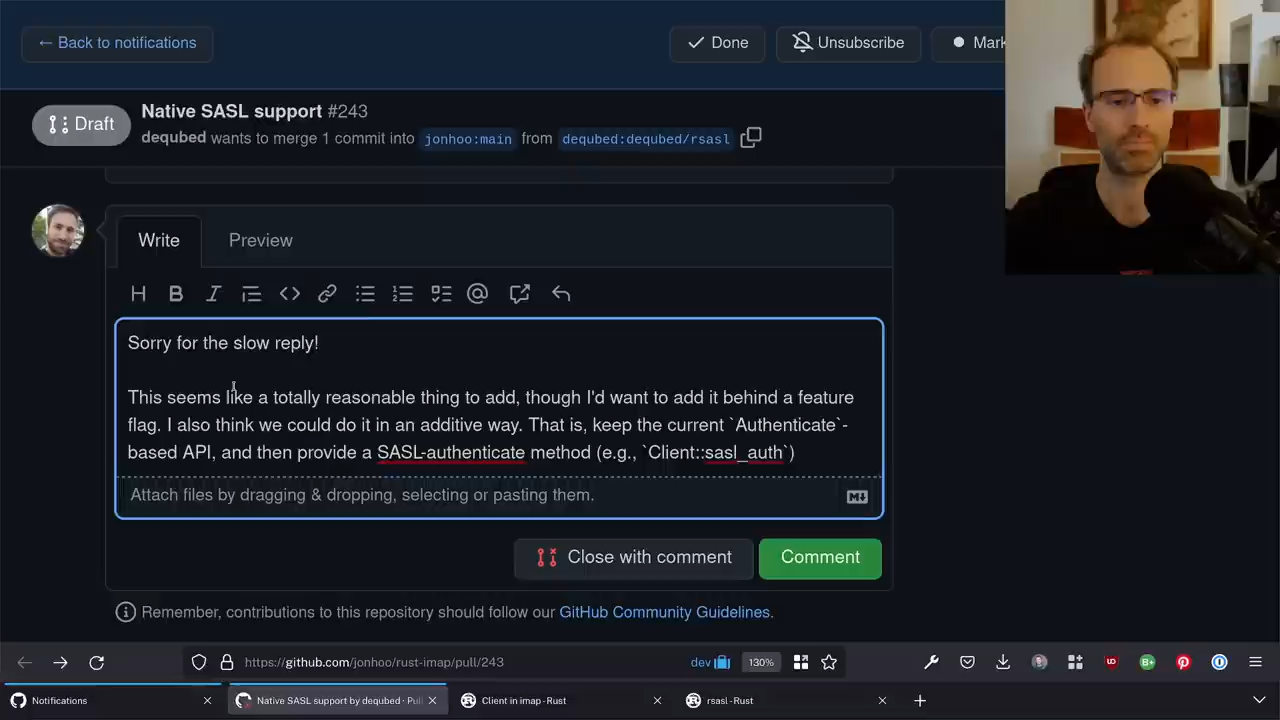 ← Back to notifications
Done
Unsubscribe
Mark
Draft
Native SASL support #243
dequbed wants to merge 1 commit into jonhoo:main from dequbed:dequbed/rsasl
Write
Preview
Sorry for the slow reply!
This seems like a totally reasonable thing to add, though I'd want to add it behind a feature
flag. I also think we could do it in an additive way. That is, keep the current `Authenticate`-
based API, and then provide a SASL-authenticate method (e.g., `Client::sasl_auth`)
Attach files by dragging & dropping, selecting or pasting them.
Close with comment
Comment
Remember, contributions to this repository should follow our GitHub Community Guidelines.
https://github.com/jonhoo/rust-imap/pull/243
dev
130%
Notifications
Native SASL support by dequbed · Pull
Client in imap - Rust
rsasl - Rust